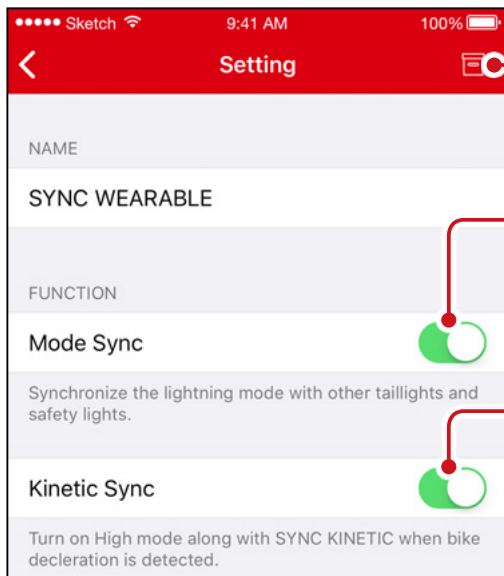 Sketch 9:41 AM 100%
Setting
NAME
SYNC WEARABLE
FUNCTION
Mode Sync
Synchronize the lightning mode with other taillights and
safety lights.
Kinetic Sync
Turn on High mode along with SYNC KINETIC when bike
decleration is detected.